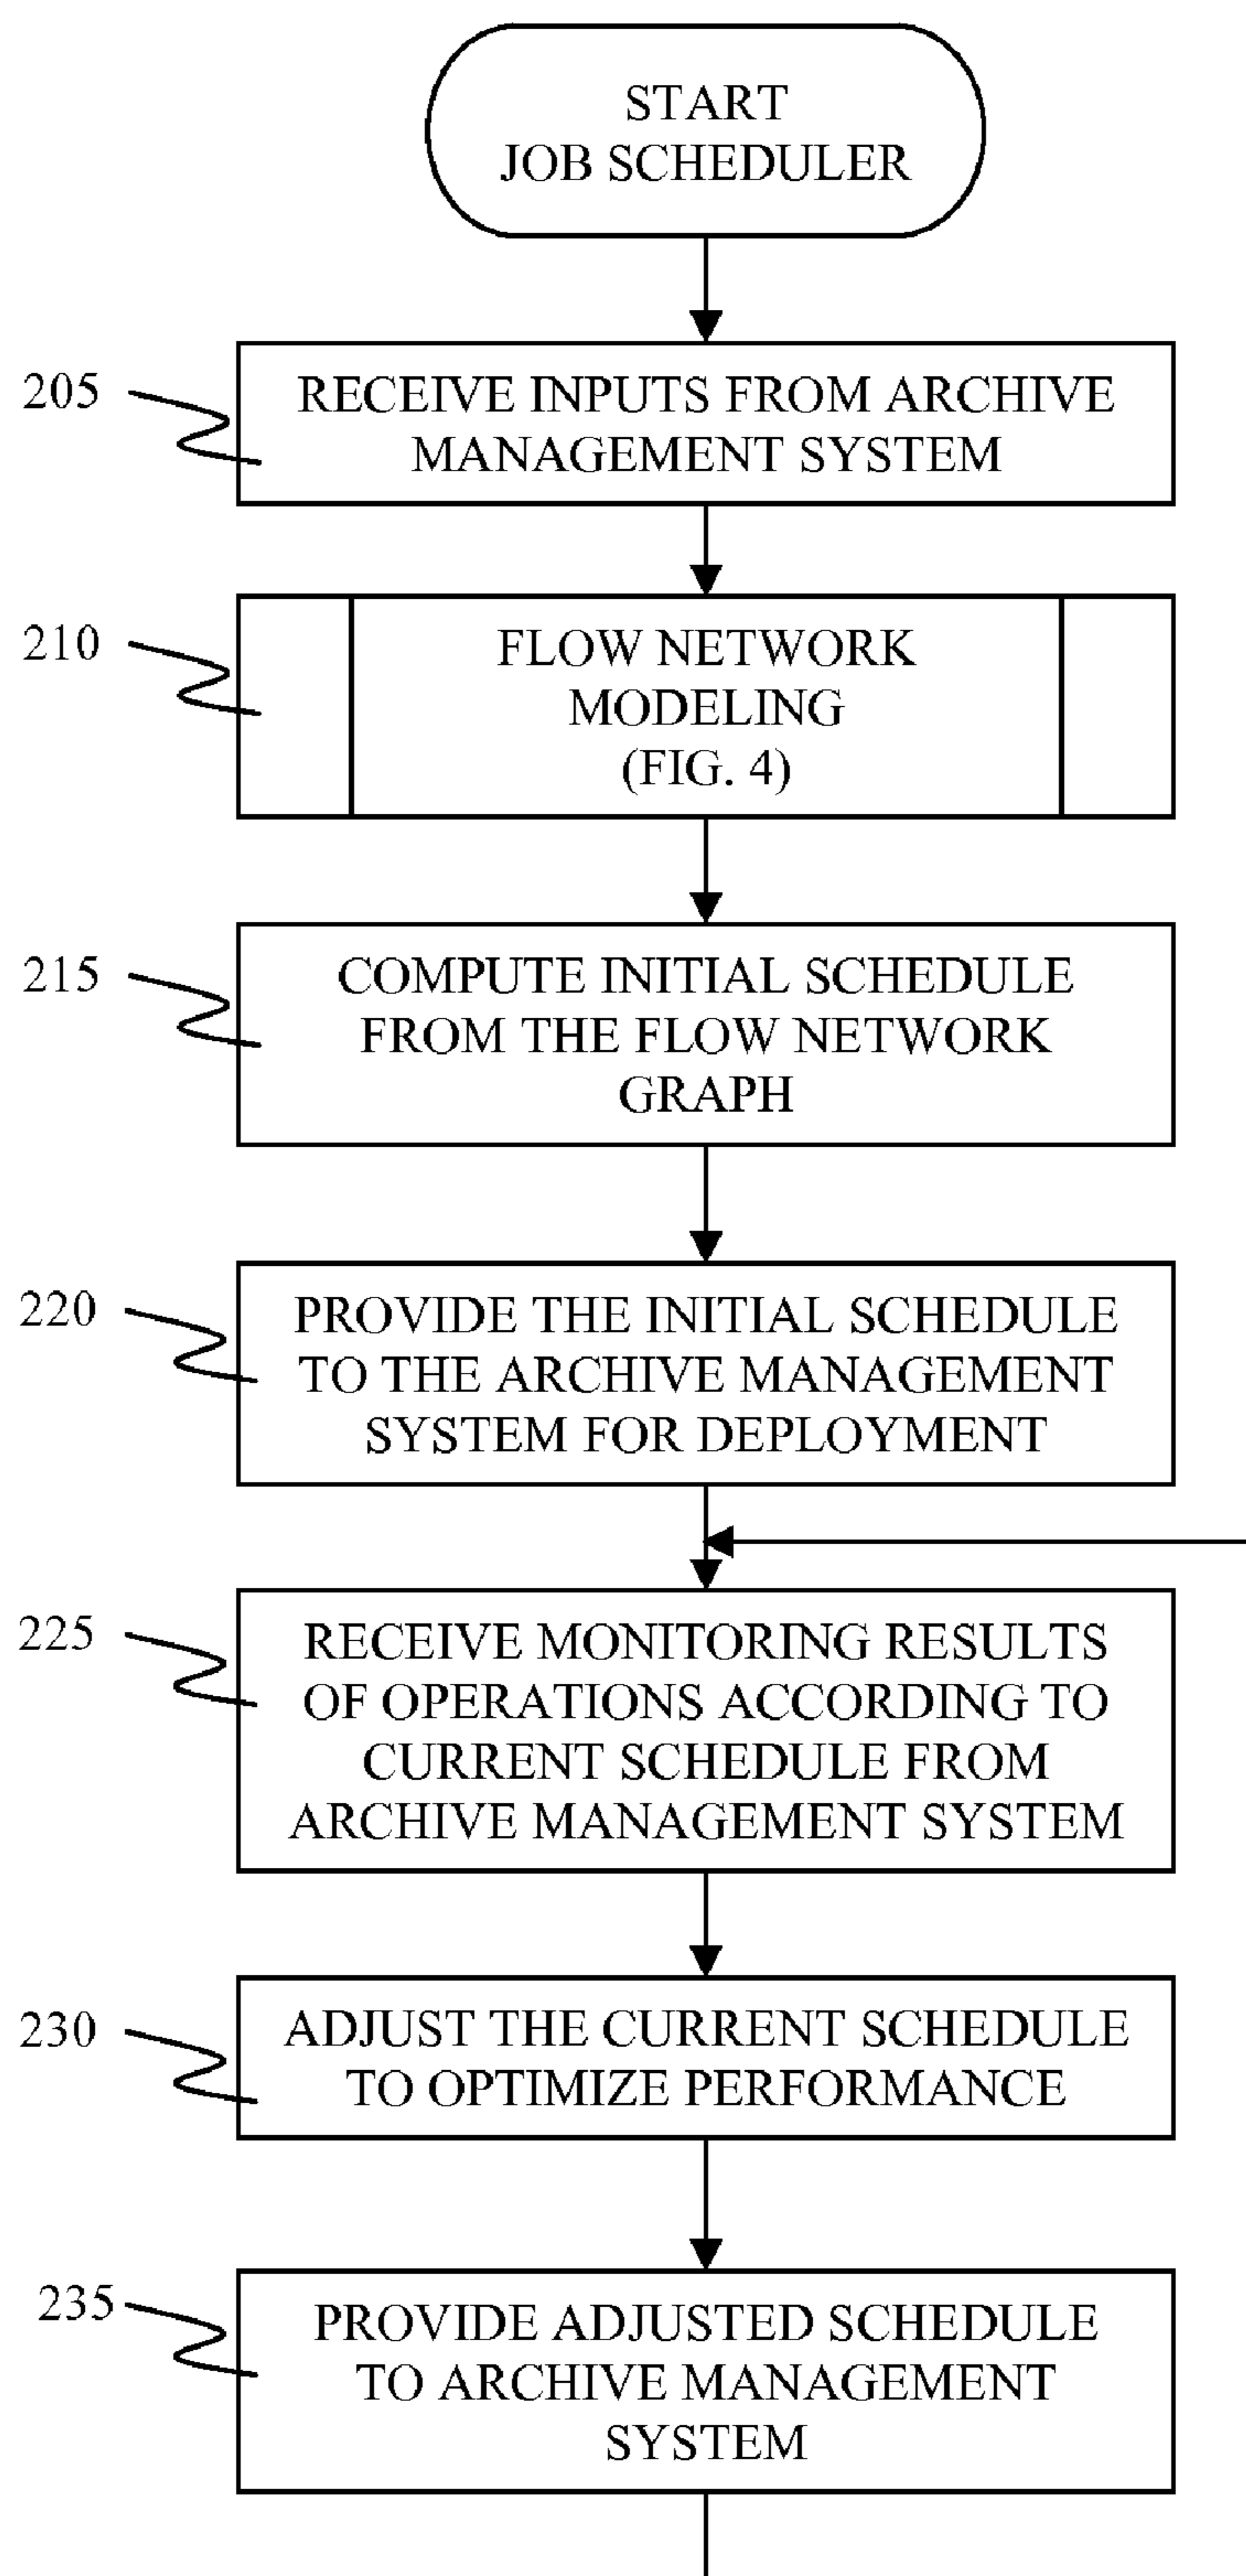 START
JOB SCHEDULER
205
RECEIVE INPUTS FROM ARCHIVE
MANAGEMENT SYSTEM
210
FLOW NETWORK
MODELING
(FIG. 4)
215
COMPUTE INITIAL SCHEDULE
FROM THE FLOW NETWORK
GRAPH
220
PROVIDE THE INITIAL SCHEDULE
TO THE ARCHIVE MANAGEMENT
SYSTEM FOR DEPLOYMENT
225
RECEIVE MONITORING RESULTS
OF OPERATIONS ACCORDING TO
CURRENT SCHEDULE FROM
ARCHIVE MANAGEMENT SYSTEM
230
ADJUST THE CURRENT SCHEDULE
TO OPTIMIZE PERFORMANCE
235
PROVIDE ADJUSTED SCHEDULE
TO ARCHIVE MANAGEMENT
SYSTEM